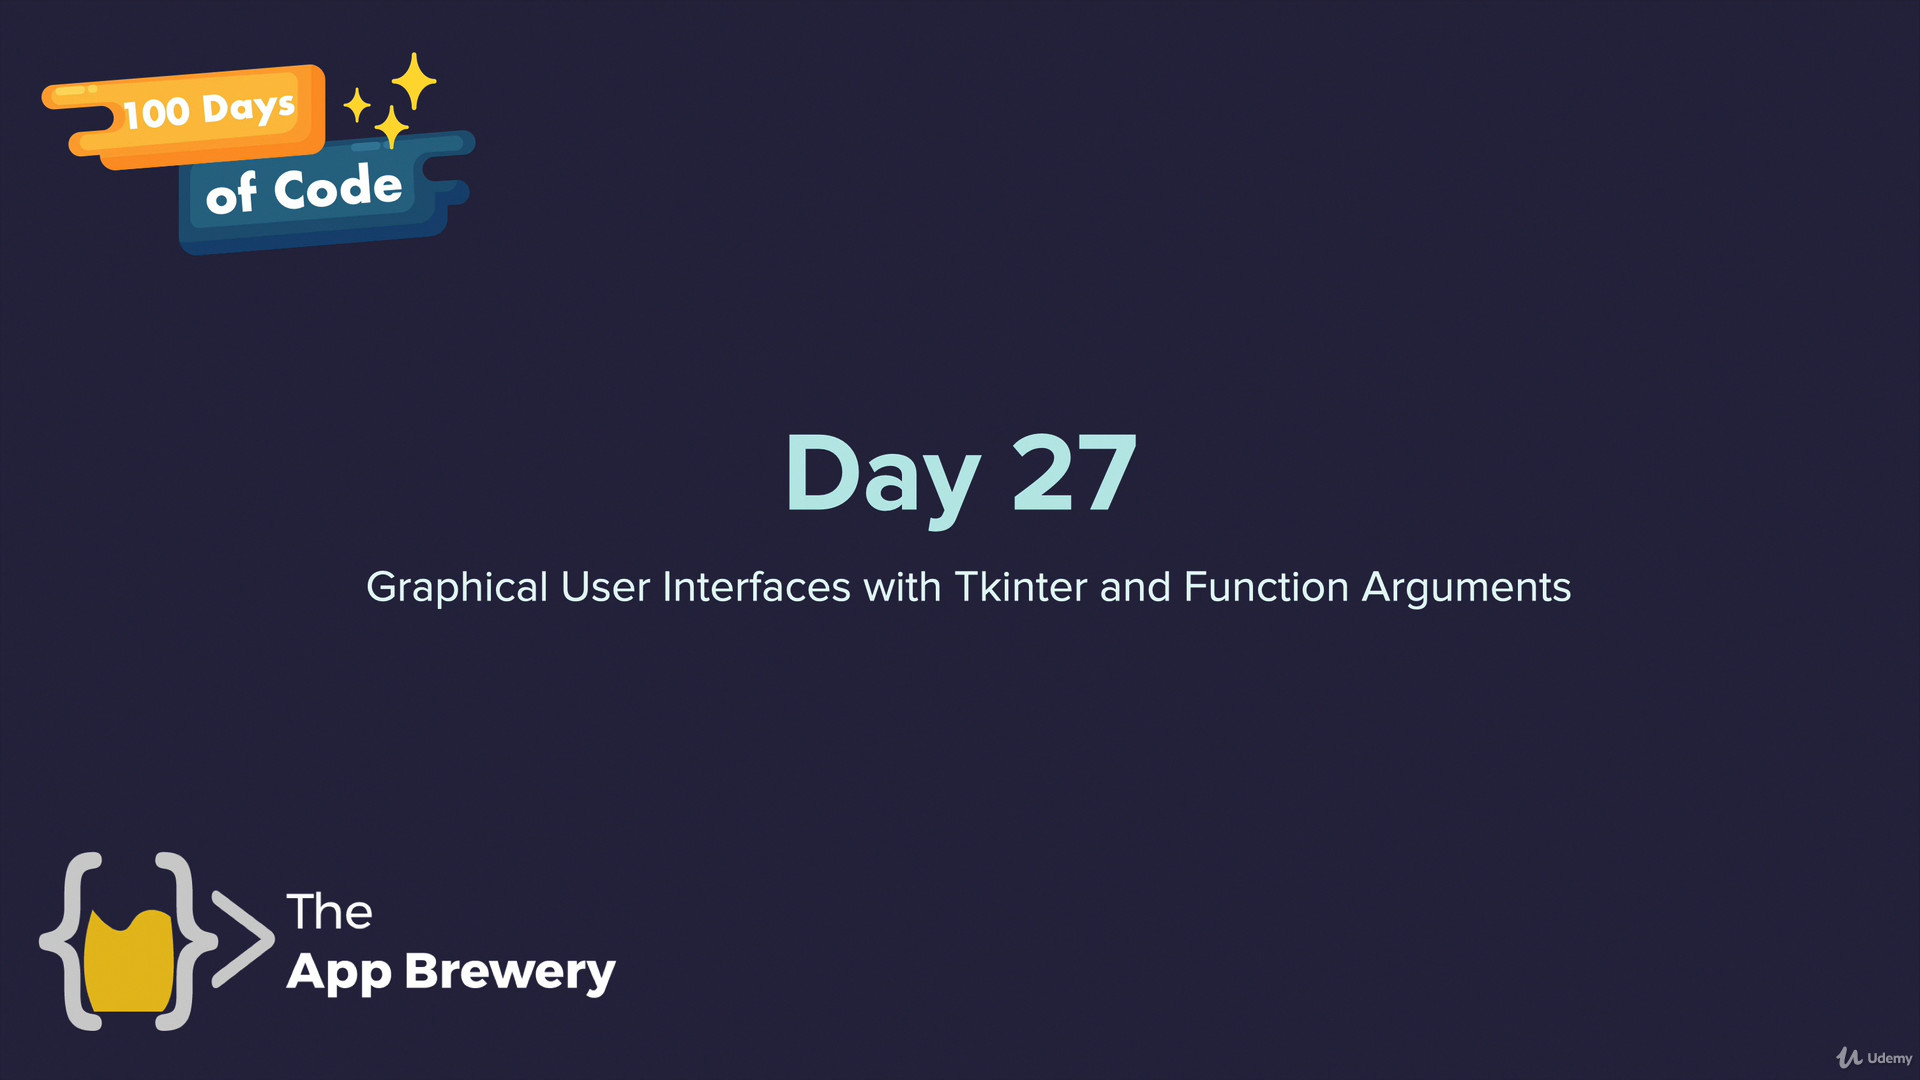 100 Days
of Code
Day 27
Graphical User Interfaces with Tkinter and Function Arguments
The
App Brewery
Udemy